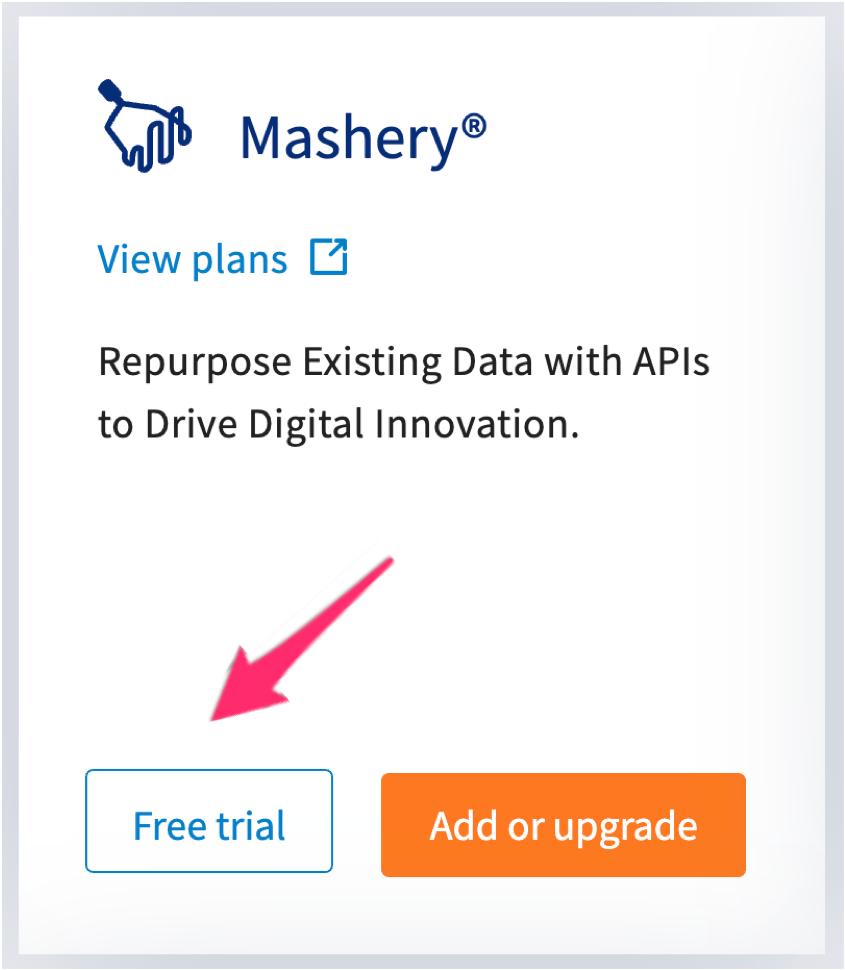 Mashery®
View plans
Repurpose Existing Data with APIs
to Drive Digital Innovation.
Free trial
Add or upgrade